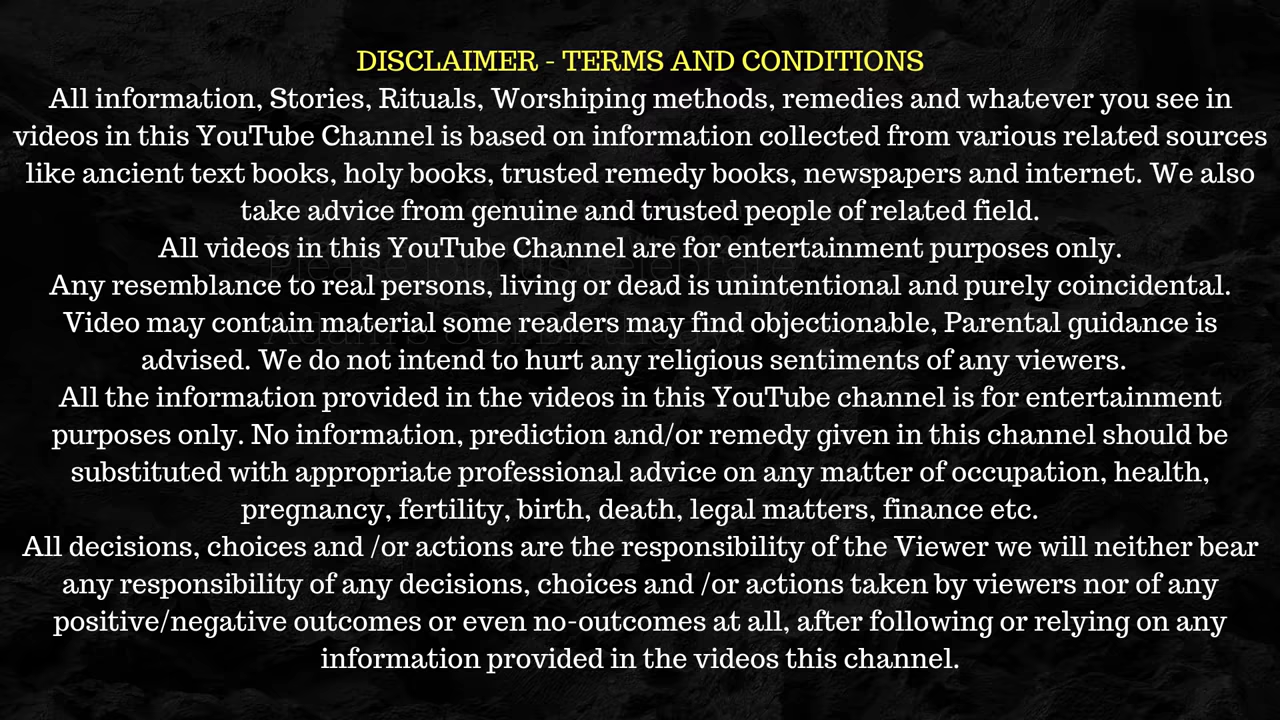 DISCLAIMER - TERMS AND CONDITIONS
All information, Stories, Rituals, Worshiping methods, remedies and whatever you see in
videos in this YouTube Channel is based on information collected from various related sources
like ancient text books, holy books, trusted remedy books, newspapers and internet. We also
take advice from genuine and trusted people of related field.
All videos in this YouTube Channel are for entertainment purposes only.
Any resemblance to real persons, living or dead is unintentional and purely coincidental.
Video may contain material some readers may find objectionable, Parental guidance is
advised. We do not intend to hurt any religious sentiments of any viewers.
All the information provided in the videos in this YouTube channel is for entertainment
purposes only. No information, prediction and/or remedy given in this channel should be
substituted with appropriate professional advice on any matter of occupation, health,
pregnancy, fertility, birth, death, legal matters, finance etc.
All decisions, choices and /or actions are the responsibility of the Viewer we will neither bear
any responsibility of any decisions, choices and /or actions taken by viewers nor of any
positive/negative outcomes or even no-outcomes at all, after following or relying on any
information provided in the videos this channel.